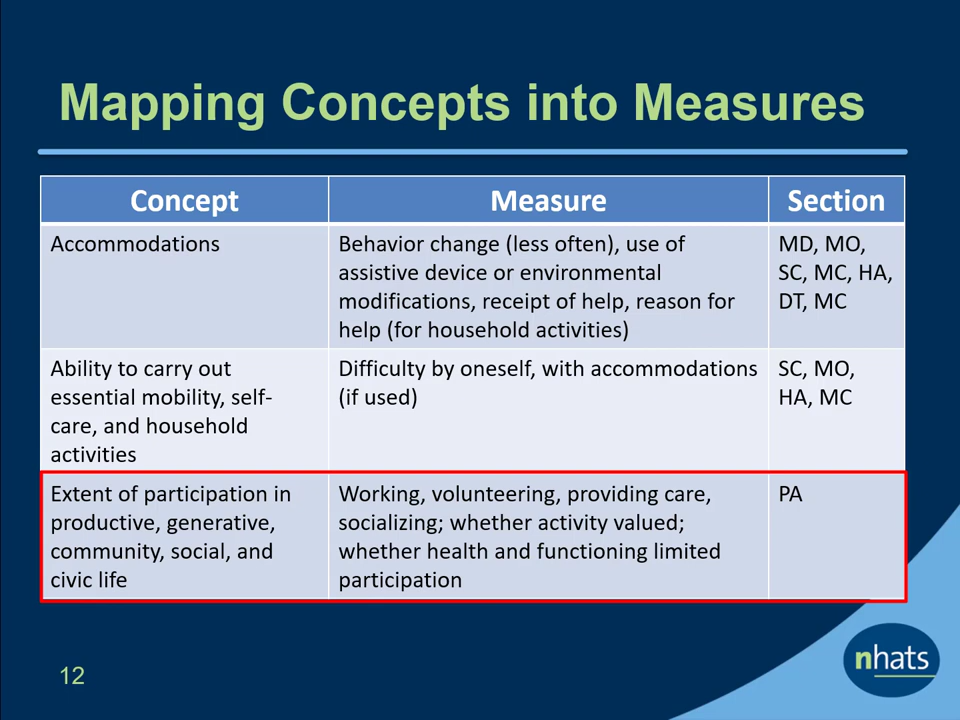 Mapping Concepts into Measures
Concept Measure Section
Accommodations
Behavior change (less often), use of
assistive device or environmental
modifications, receipt of help, reason for
help (for household activities)
MD, MO,
SC, MC, HA,
DT, MC
Ability to carry out
essential mobility, self-
care, and household
activities
Difficulty by oneself, with accommodations
(if used)
SC, MO,
HA, MC
Extent of participation in
productive, generative,
community, social, and
civic life
Working, volunteering, providing care,
socializing; whether activity valued;
whether health and functioning limited
participation
PA
12
nhats